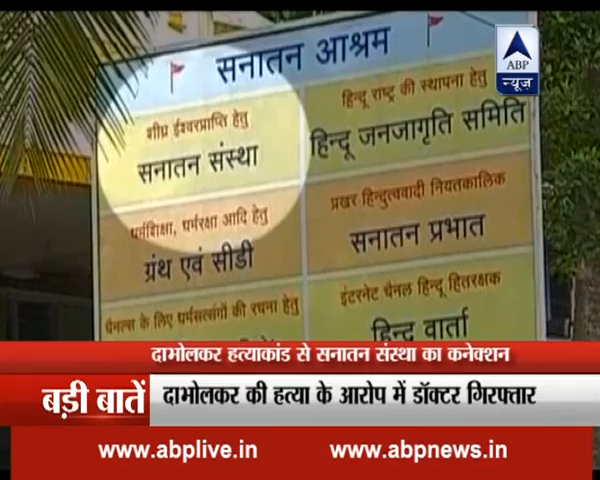 सनातन आश्रम
ABP
न्यूज़
शीघ्र ईश्वरप्राप्ति हेतु
सनातन संस्था
हिन्दू राष्ट्र की स्थापना हेतु
हिन्दू जनजागृति समिति
धर्मशिक्षा, धर्मरक्षा आदि हेतु
ग्रंथ एवं सीडी
प्रखर हिन्दुत्ववादी नियतकालिक
सनातन प्रभात
चैनल्स के लिए धर्मसत्संगों की रचना हेतु
इंटरनेट चैनल हिन्दू हितरक्षक
हिन्दू वार्ता
दाभोलकर हत्याकांड से सनातन संस्था का कनेक्शन
बड़ी बातें
दाभोलकर की हत्या के आरोप में डॉक्टर गिरफ्तार
www.abplive.in
www.abpnews.in